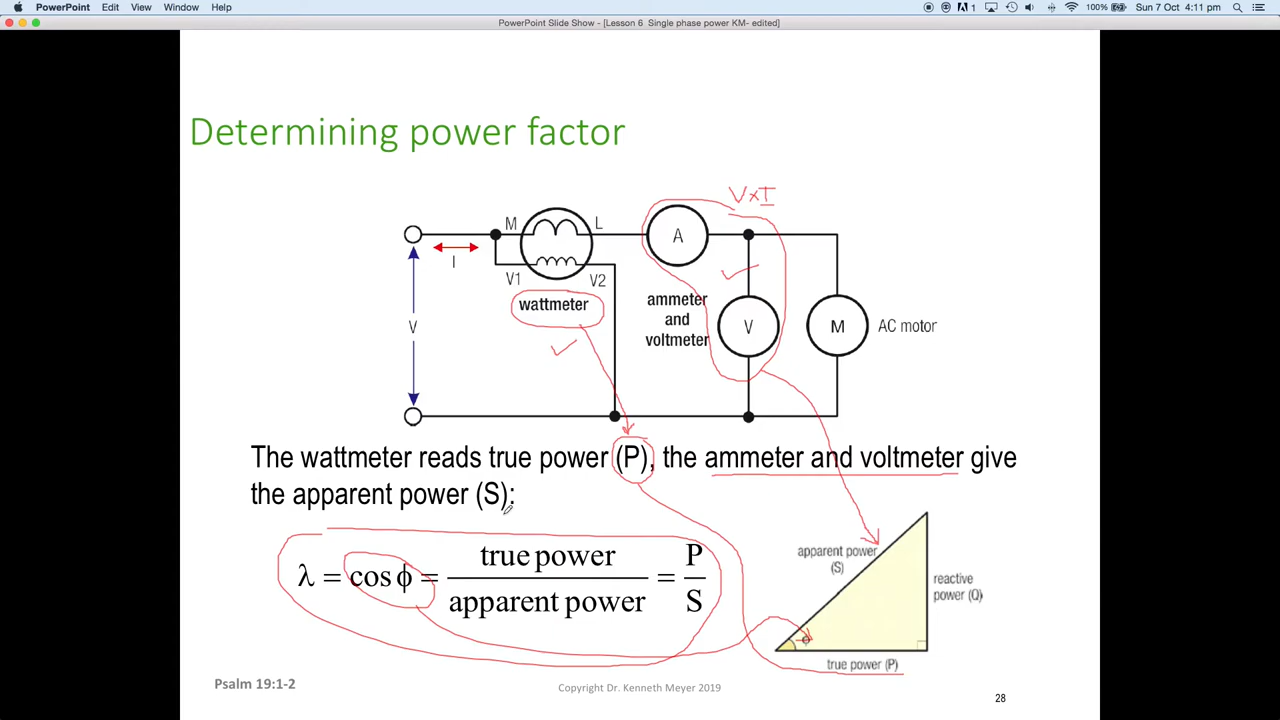 PowerPoint Edit View Window Help 1 100% Sun 7 Oct 4:11 pm
PowerPoint Slide Show - [Lesson 6 Single phase power KM- edited]
Determining power factor
V×I
M L A
I
V1 V2
wattmeter
ammeter
and
voltmeter
V V M AC motor
The wattmeter reads true power (P), the ammeter and voltmeter give
the apparent power (S):
λ = cos ϕ = true power / apparent power = P / S
apparent power
(S)
reactive
power (Q)
ϕ
true power (P)
Psalm 19:1-2
Copyright Dr. Kenneth Meyer 2019
28